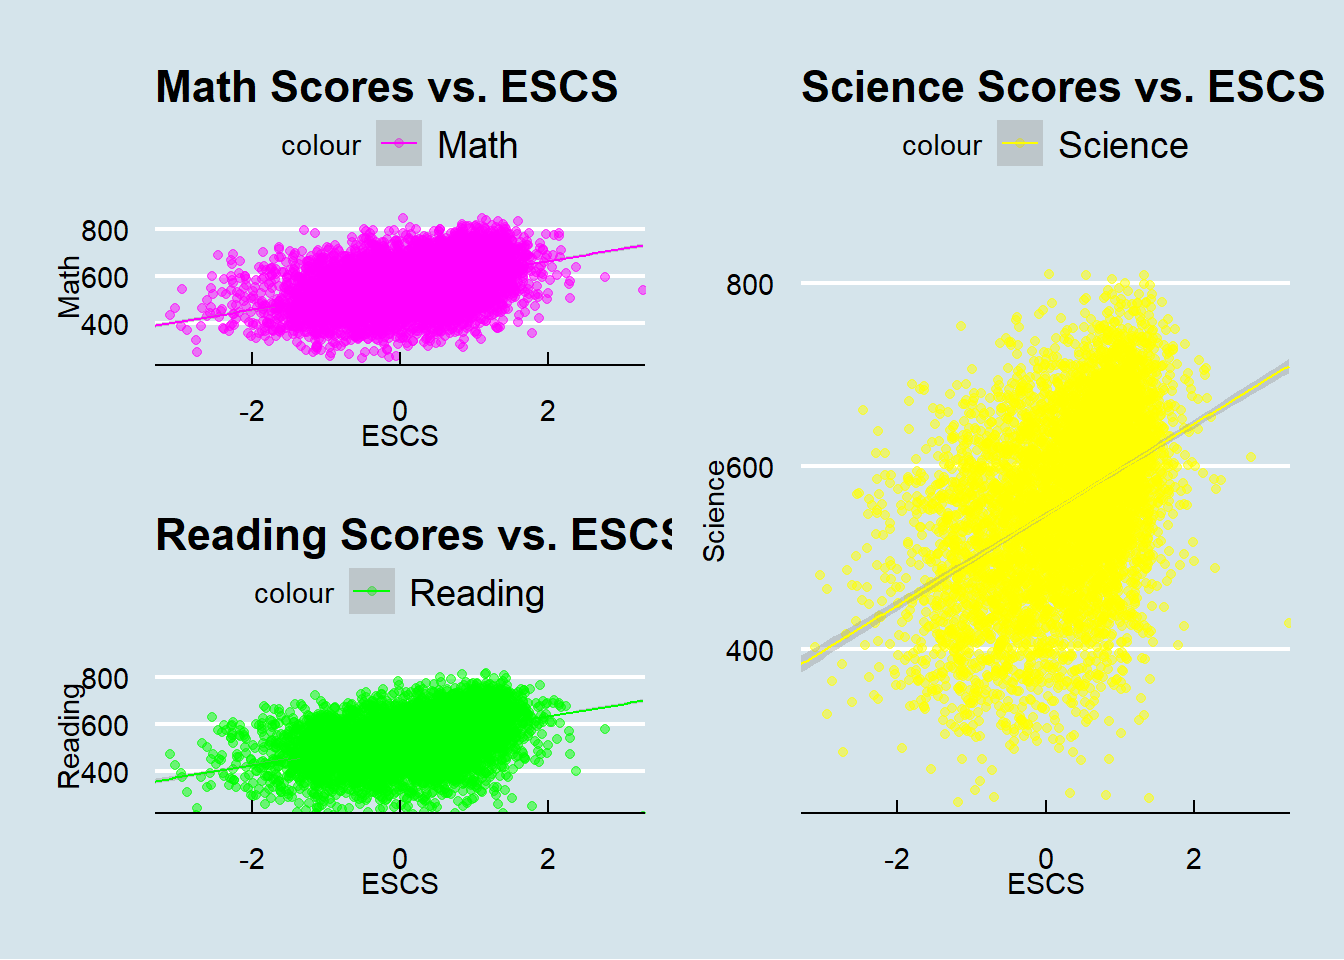 Math Scores vs. ESCS
colour Math
800
600
400
Math
-2 0 2
ESCS
Reading Scores vs. ESCS
colour Reading
800
600
400
Reading
-2 0 2
ESCS
Science Scores vs. ESCS
colour Science
800
600
400
Science
-2 0 2
ESCS